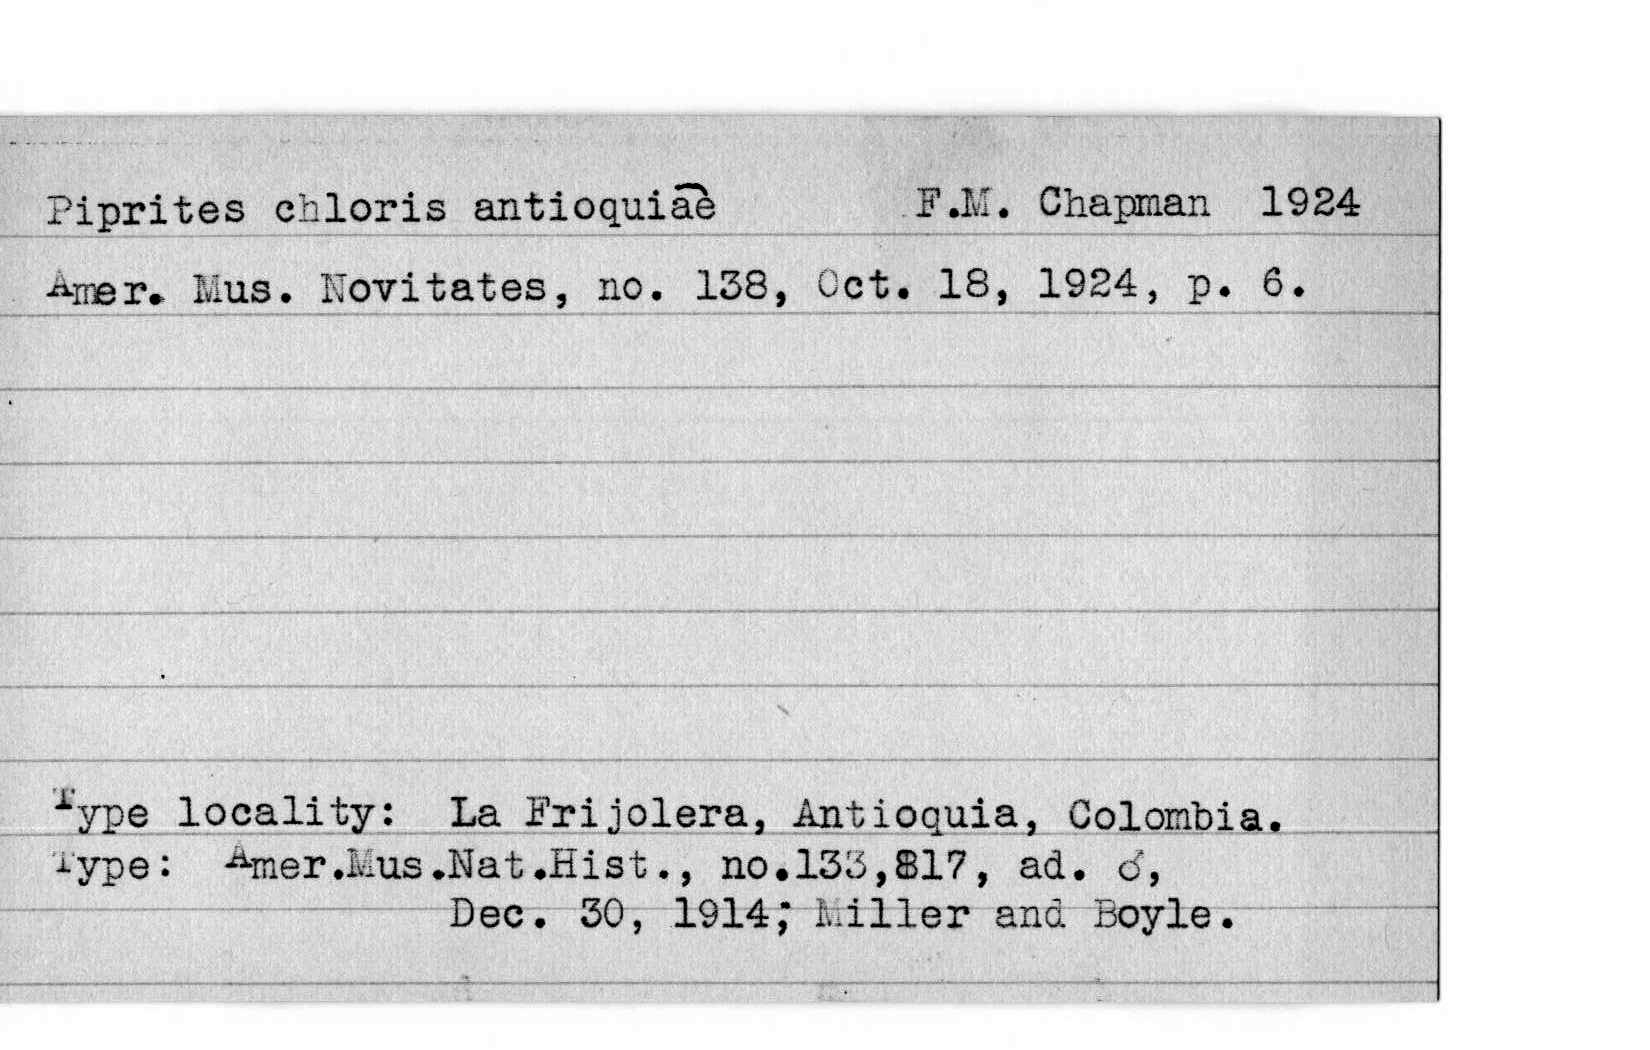 Piprites chloris antioquiae F.M. Chapman 1924
Amer. Mus. Novitates, no. 138, Oct. 18, 1924, p. 6.
Type locality: La Frijolera, Antioquia, Colombia.
Type: Amer.Mus.Nat.Hist., no.133,817, ad. ♂,
Dec. 30, 1914; Miller and Boyle.